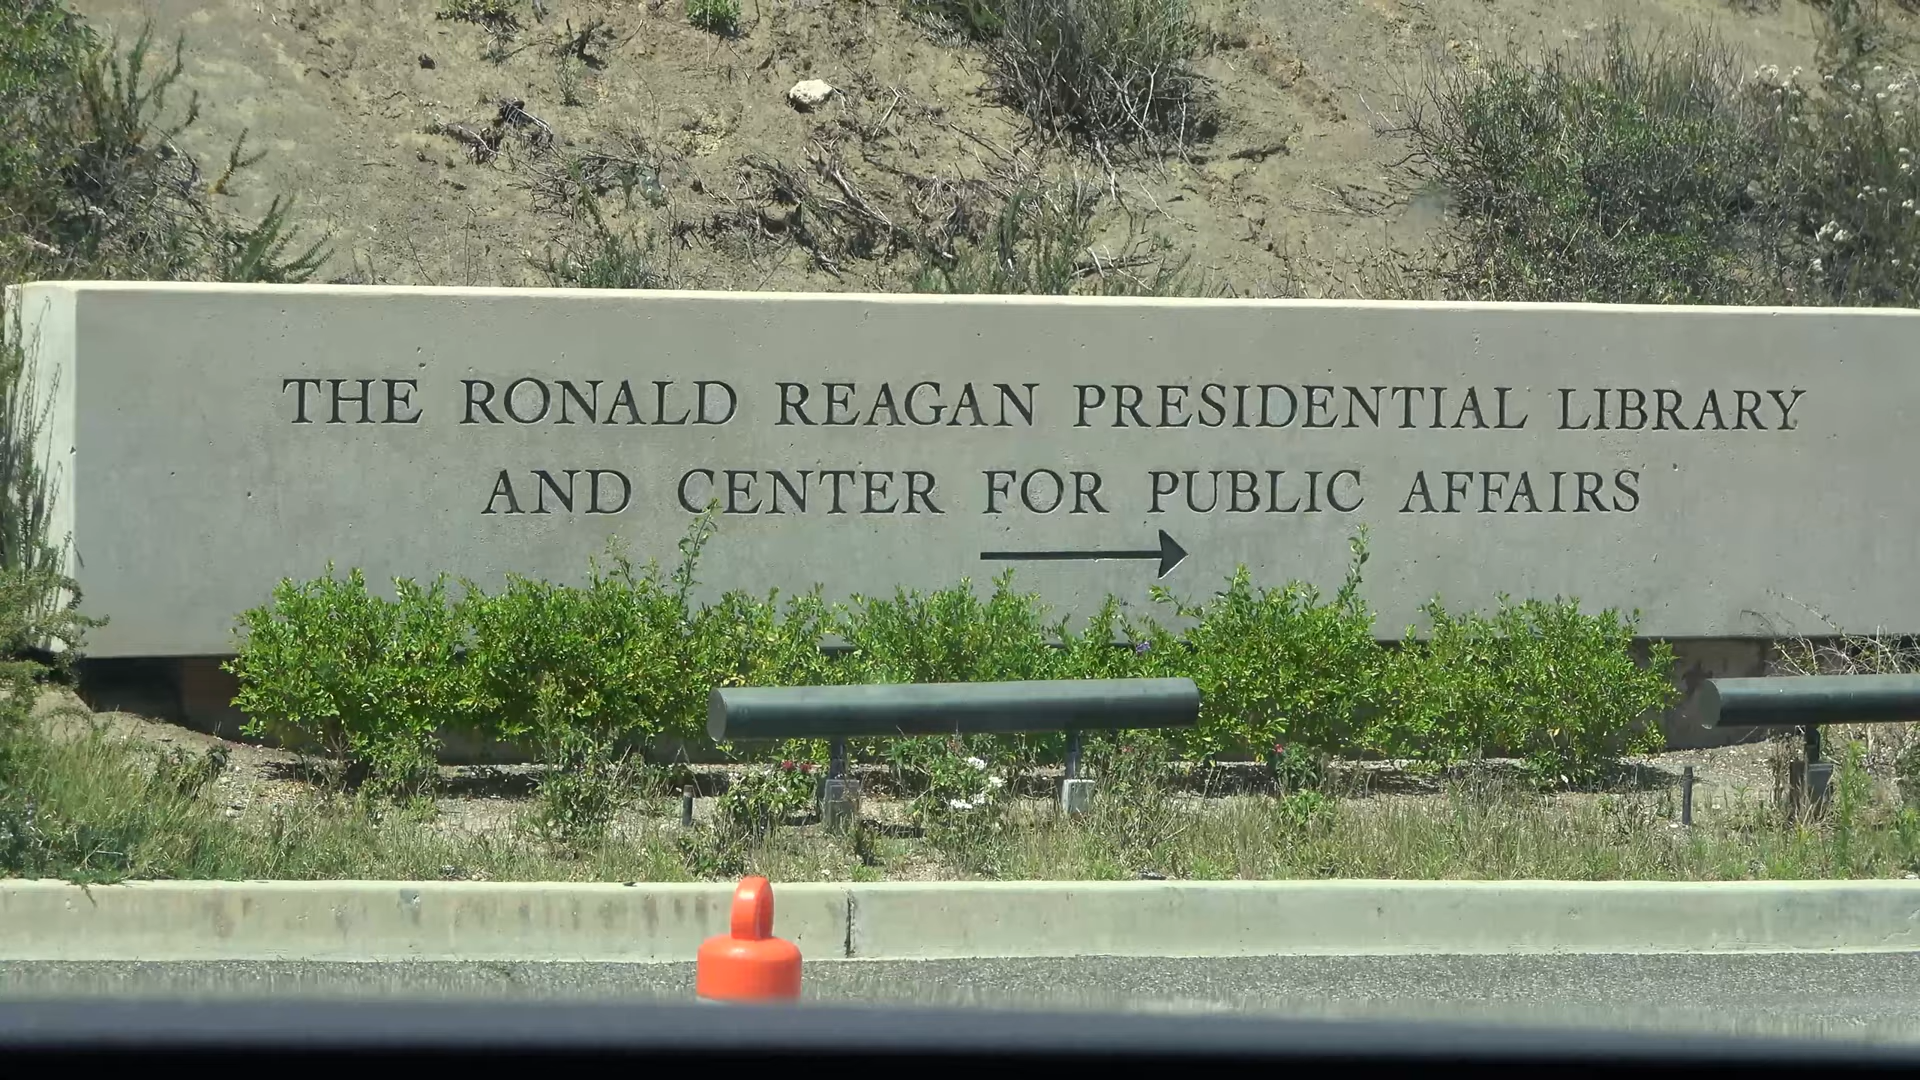 THE RONALD REAGAN PRESIDENTIAL LIBRARY
AND CENTER FOR PUBLIC AFFAIRS